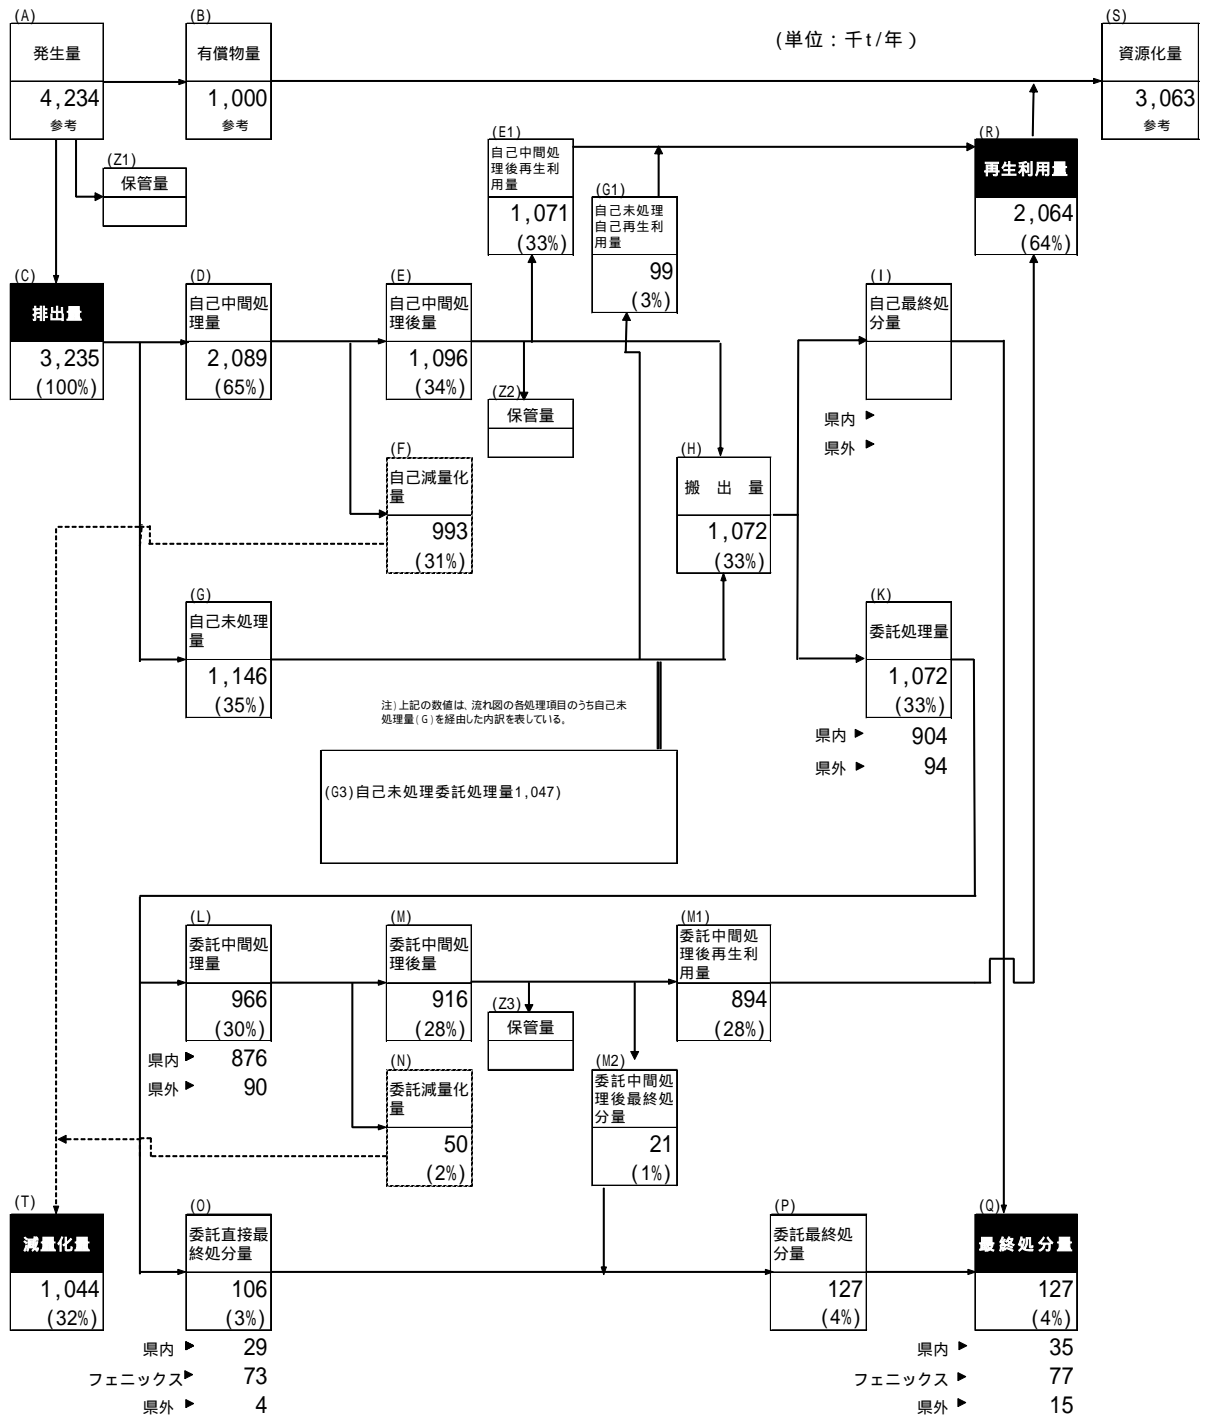 (A)
発生量
4,234
参考
(B)
有償物量
1,000
参考
(単位：千t/年)
(S)
資源化量
3,063
参考
(Z1)
保管量
(E1)
自己中間処
理後再生利
用量
1,071
(33%)
(G1)
自己未処理
自己再生利
用量
99
(3%)
(R)
再生利用量
2,064
(64%)
(C)
排出量
3,235
(100%)
(D)
自己中間処
理量
2,089
(65%)
(E)
自己中間処
理後量
1,096
(34%)
(Z2)
保管量
(I)
自己最終処
分量
県内
県外
(F)
自己減量化
量
993
(31%)
(H)
搬 出 量
1,072
(33%)
(G)
自己未処理
量
1,146
(35%)
(K)
委託処理量
1,072
(33%)
県内 904
県外 94
注)上記の数値は、流れ図の各処理項目のうち自己未
処理量(G)を経由した内訳を表している。
(G3)自己未処理委託処理量1,047)
(L)
委託中間処
理量
966
(30%)
県内 876
県外 90
(M)
委託中間処
理後量
916
(28%)
(Z3)
保管量
(M1)
委託中間処
理後再生利
用量
894
(28%)
(N)
委託減量化
量
50
(2%)
(M2)
委託中間処
理後最終処
分量
21
(1%)
(T)
減量化量
1,044
(32%)
(O)
委託直接最
終処分量
106
(3%)
県内 29
フェニックス 73
県外 4
(P)
委託最終処
分量
127
(4%)
(Q)
最終処分量
127
(4%)
県内 35
フェニックス 77
県外 15